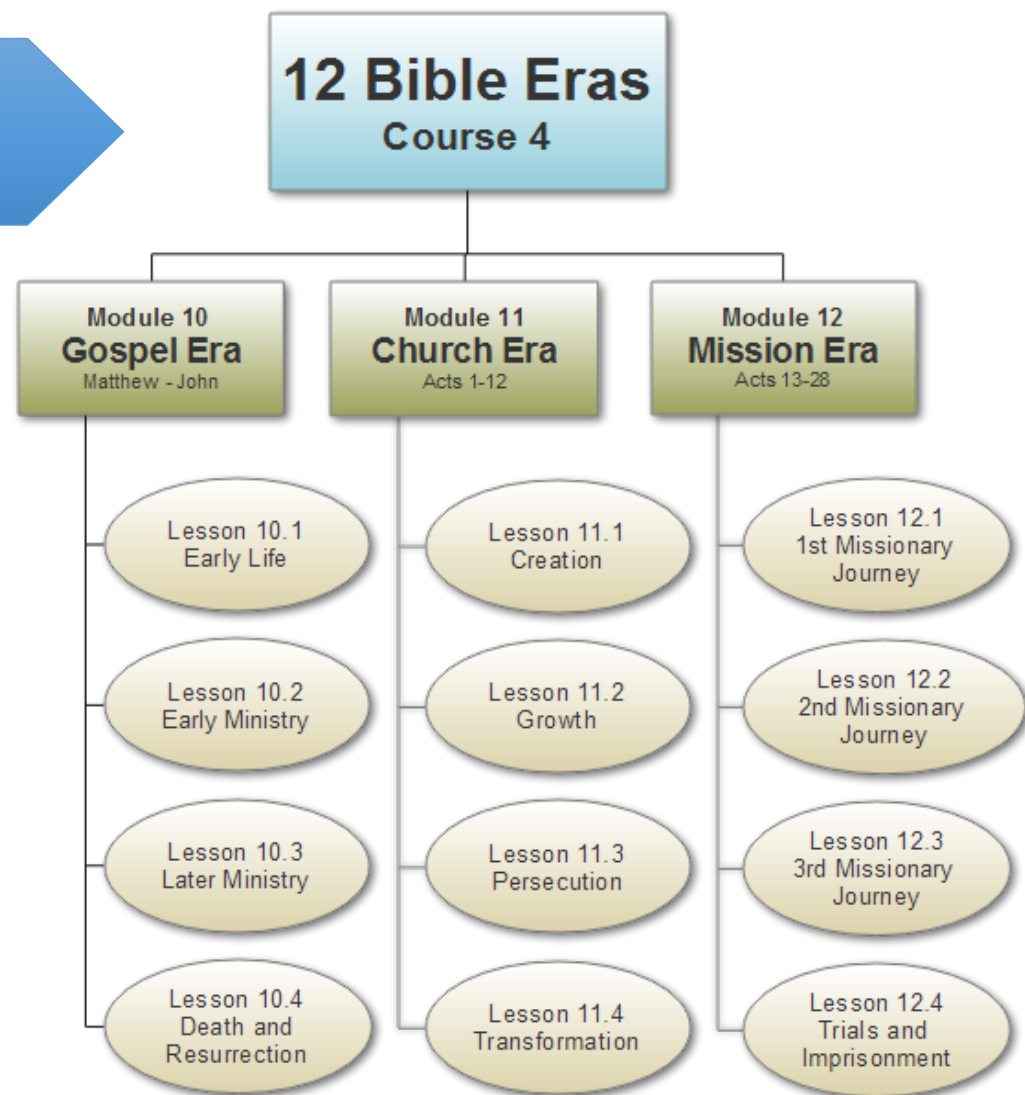 12 Bible Eras
Course 4
Module 10
Gospel Era
Matthew - John
Lesson 10.1
Early Life
Lesson 10.2
Early Ministry
Lesson 10.3
Later Ministry
Lesson 10.4
Death and
Resurrection
Module 11
Church Era
Acts 1-12
Lesson 11.1
Creation
Lesson 11.2
Growth
Lesson 11.3
Persecution
Lesson 11.4
Transformation
Module 12
Mission Era
Acts 13-28
Lesson 12.1
1st Missionary
Journey
Lesson 12.2
2nd Missionary
Journey
Lesson 12.3
3rd Missionary
Journey
Lesson 12.4
Trials and
Imprisonment